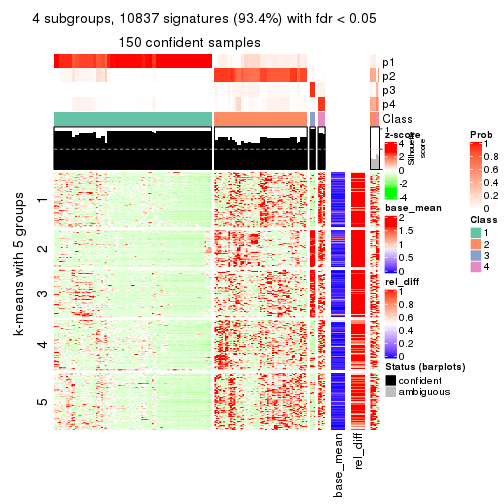 4 subgroups, 10837 signatures (93.4%) with fdr < 0.05
150 confident samples
p1
p2
p3
p4
Class
1
Silhouette
score
k-means with 5 groups
1
2
3
4
5
base_mean
rel_diff
z-score
4
2
0
-2
-4
base_mean
2
1.5
1
0.5
0
rel_diff
1
0.8
0.6
0.4
0.2
0
Status (barplots)
confident
ambiguous
Prob
1
0.8
0.6
0.4
0.2
0
Class
1
2
3
4